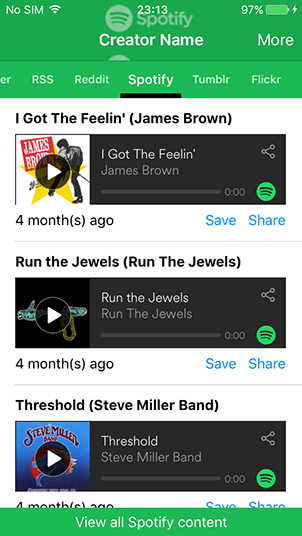 No SIM 23:13 97%
Spotify
Creator Name More
er RSS Reddit Spotify Tumblr Flickr
I Got The Feelin' (James Brown)
JAMES BROWN
I Got The Feelin'
James Brown
0:00
4 month(s) ago Save Share
Run the Jewels (Run The Jewels)
Run the Jewels
Run The Jewels
0:00
4 month(s) ago Save Share
Threshold (Steve Miller Band)
STEVE MILLER BAND
Threshold
Steve Miller Band
0:00
4 month(s) ago Save Share
View all Spotify content